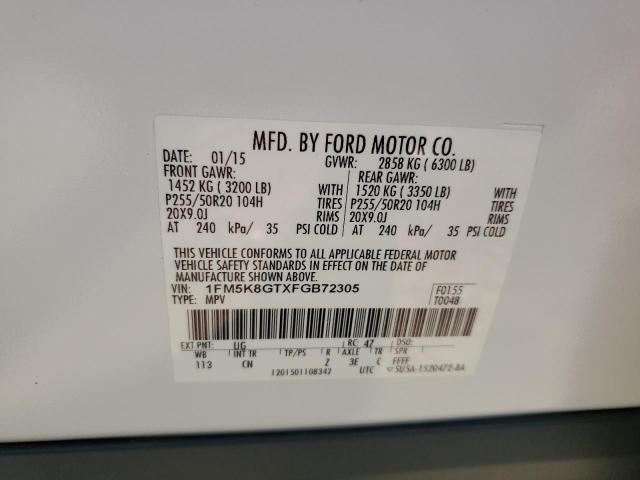 MFD. BY FORD MOTOR CO.
DATE: 01/15 GVWR: 2858 KG ( 6300 LB)
FRONT GAWR: REAR GAWR:
1452 KG ( 3200 LB) WITH 1520 KG ( 3350 LB) WITH
P255/50R20 104H TIRES P255/50R20 104H TIRES
20X9.0J RIMS 20X9.0J RIMS
AT 240 kPa/ 35 PSI COLD AT 240 kPa/ 35 PSI COLD
THIS VEHICLE CONFORMS TO ALL APPLICABLE FEDERAL MOTOR
VEHICLE SAFETY STANDARDS IN EFFECT ON THE DATE OF
MANUFACTURE SHOWN ABOVE.
VIN: 1FM5K8GTXFGB72305 F0155
TYPE: MPV T0048
EXT PNT: UG RC: 47 DSO:
WB INT TR TP/PS R AXLE TR SPR
113 CN Z 3E C FFFF
1201501108342 UTC 5U5A-1520472-BA